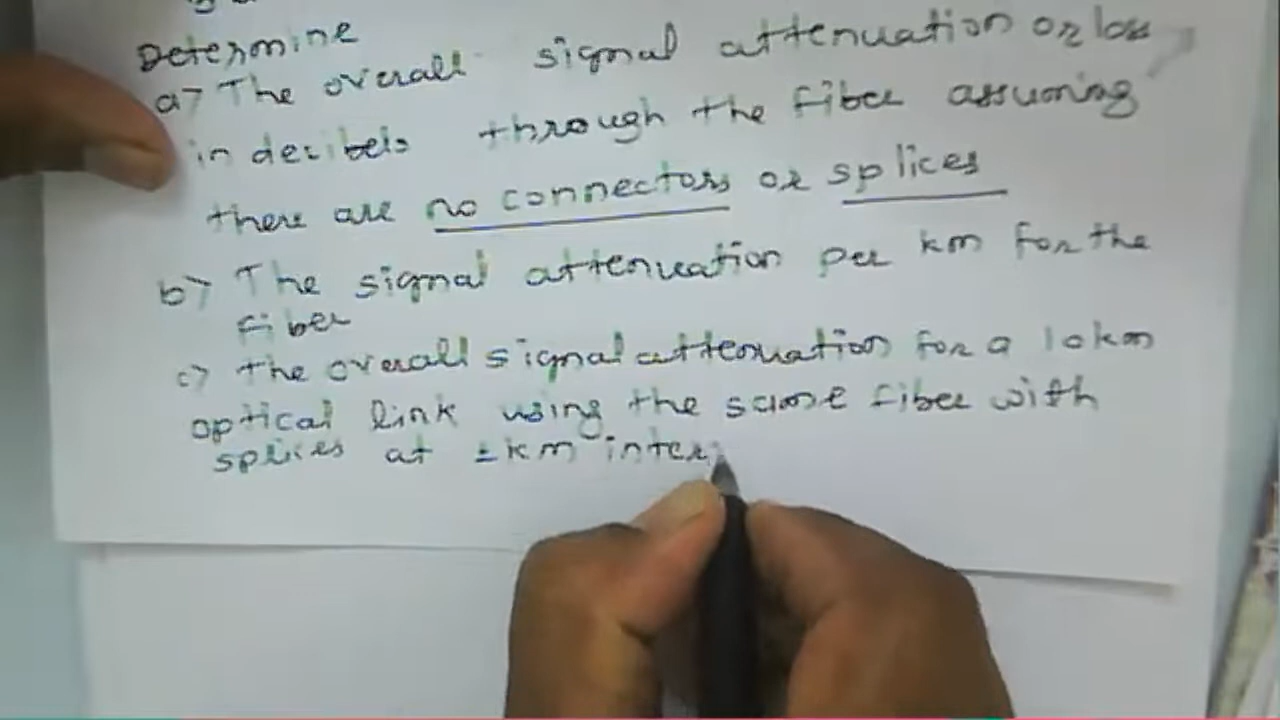 Determine
a) The overall signal attenuation or loss
in decibels through the fiber assuming
there are no connectors or splices
b) The signal attenuation per km for the
fiber
c) the overall signal attenuation for a 10km
optical link using the same fiber with
splices at 1km inter